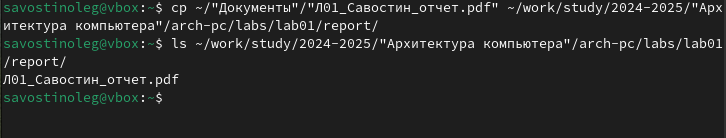 savostinoleg@vbox:~$ cp ~/"Документы"/"Л01_Савостин_отчет.pdf" ~/work/study/2024-2025/"Арх
итектура компьютера"/arch-pc/labs/lab01/report/
savostinoleg@vbox:~$ ls ~/work/study/2024-2025/"Архитектура компьютера"/arch-pc/labs/lab01
/report/
Л01_Савостин_отчет.pdf
savostinoleg@vbox:~$